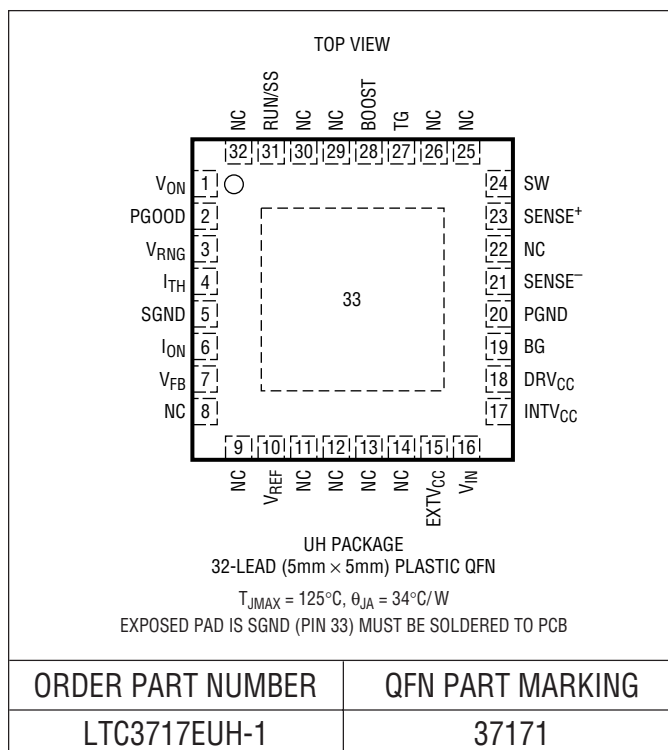 TOP VIEW
NC RUN/SS NC NC BOOST TG NC NC
32 31 30 29 28 27 26 25
V_ON 1
PGOOD 2
V_RNG 3
I_TH 4
SGND 5
I_ON 6
V_FB 7
NC 8
33
24 SW
23 SENSE⁺
22 NC
21 SENSE⁻
20 PGND
19 BG
18 DRV_CC
17 INTV_CC
9 10 11 12 13 14 15 16
NC V_REF NC NC NC NC EXTV_CC V_IN
UH PACKAGE
32-LEAD (5mm × 5mm) PLASTIC QFN
T_JMAX = 125°C, θ_JA = 34°C/W
EXPOSED PAD IS SGND (PIN 33) MUST BE SOLDERED TO PCB
ORDER PART NUMBER QFN PART MARKING
LTC3717EUH-1 37171